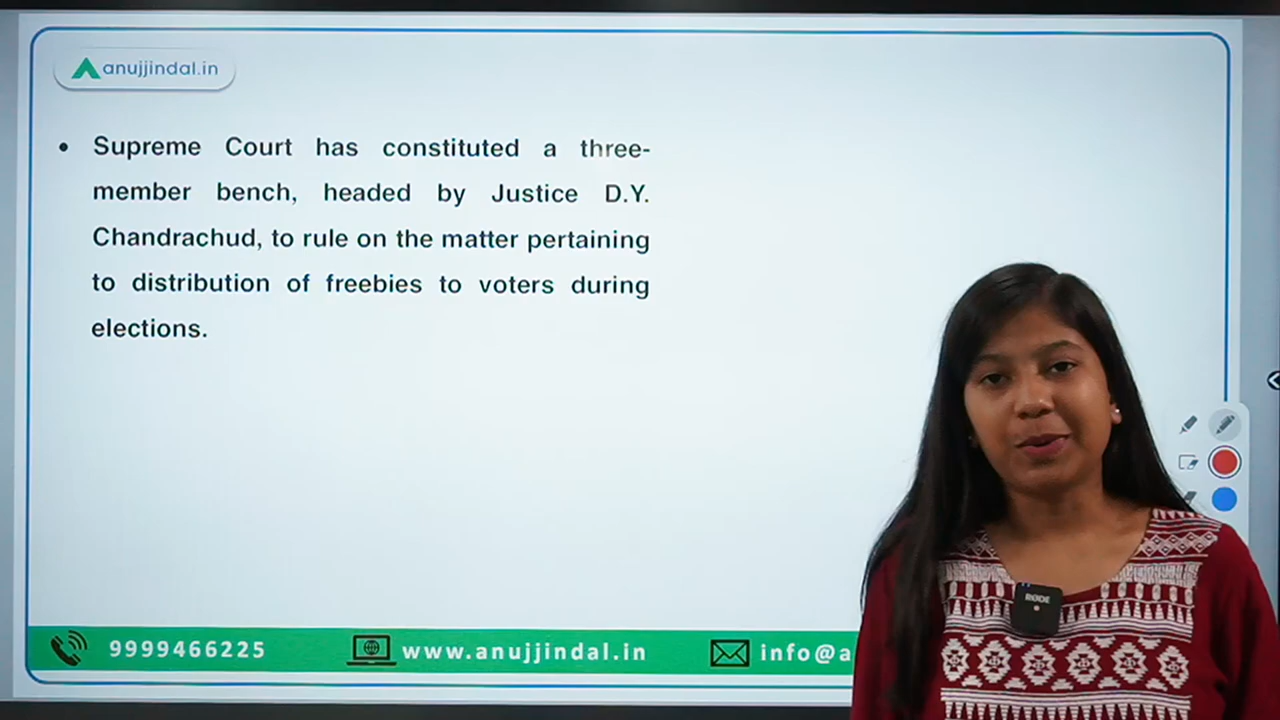 anujjindal.in
• Supreme Court has constituted a three-
member bench, headed by Justice D.Y.
Chandrachud, to rule on the matter pertaining
to distribution of freebies to voters during
elections.
RØDE
9999466225 www.anujjindal.in info@a